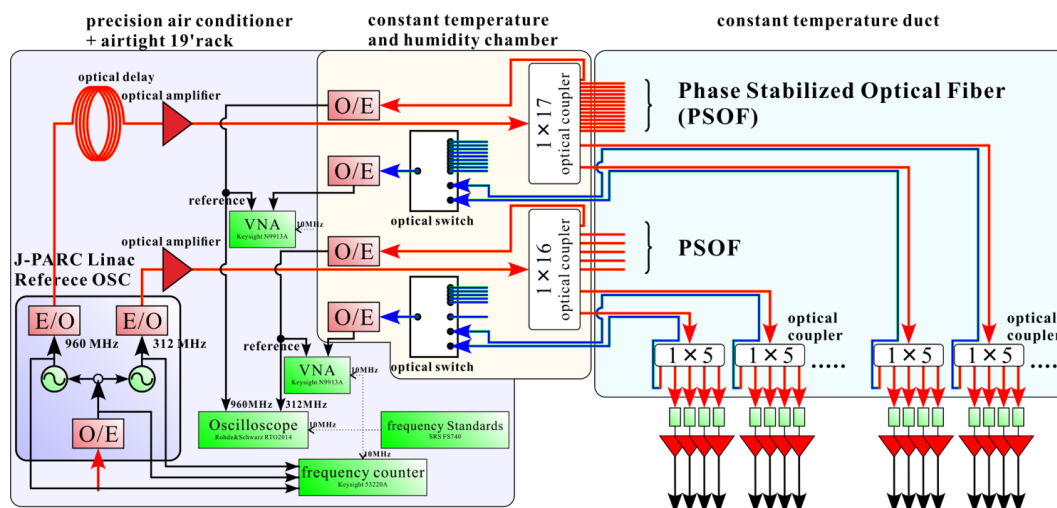 precision air conditioner
+ airtight 19'rack
constant temperature
and humidity chamber
constant temperature duct
optical delay
optical amplifier
O/E
1×17
optical coupler
Phase Stabilized Optical Fiber
(PSOF)
O/E
reference
optical switch
VNA
Keysight N9913A
10MHz
optical amplifier
O/E
1×16
optical coupler
PSOF
J-PARC Linac
Referece OSC
E/O
E/O
960 MHz
312 MHz
O/E
reference
optical switch
VNA
Keysight N9913A
10MHz
optical
coupler
optical
coupler
1×5
1×5
.....
1×5
1×5
....
960MHz
312MHz
O/E
Oscilloscope
Rohde&Schwarz RTO2014
10MHz
frequency Standards
SRS FS740
10MHz
frequency counter
Keysight 53220A